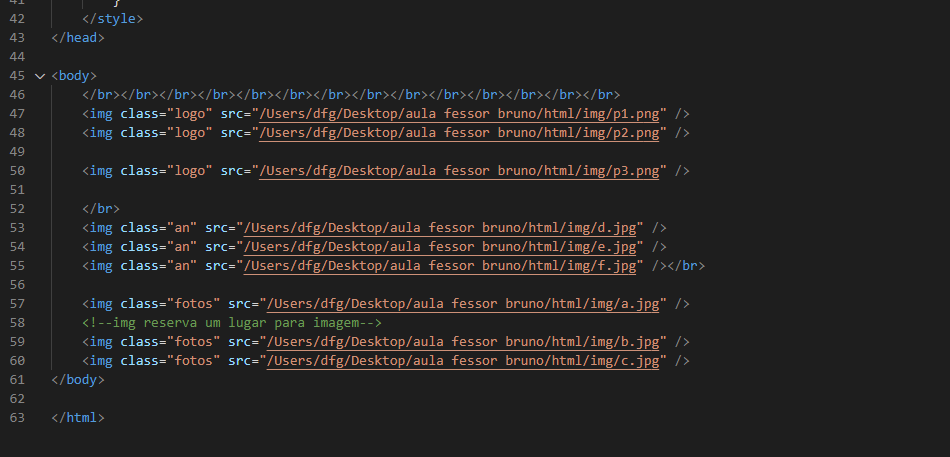 41 }
42 </style>
43 </head>
44
45 <body>
46 </br></br></br></br></br></br></br></br></br></br></br></br></br></br>
47 <img class="logo" src="/Users/dfg/Desktop/aula fessor bruno/html/img/p1.png" />
48 <img class="logo" src="/Users/dfg/Desktop/aula fessor bruno/html/img/p2.png" />
49
50 <img class="logo" src="/Users/dfg/Desktop/aula fessor bruno/html/img/p3.png" />
51
52 </br>
53 <img class="an" src="/Users/dfg/Desktop/aula fessor bruno/html/img/d.jpg" />
54 <img class="an" src="/Users/dfg/Desktop/aula fessor bruno/html/img/e.jpg" />
55 <img class="an" src="/Users/dfg/Desktop/aula fessor bruno/html/img/f.jpg" /></br>
56
57 <img class="fotos" src="/Users/dfg/Desktop/aula fessor bruno/html/img/a.jpg" />
58 <!--img reserva um lugar para imagem-->
59 <img class="fotos" src="/Users/dfg/Desktop/aula fessor bruno/html/img/b.jpg" />
60 <img class="fotos" src="/Users/dfg/Desktop/aula fessor bruno/html/img/c.jpg" />
61 </body>
62
63 </html>